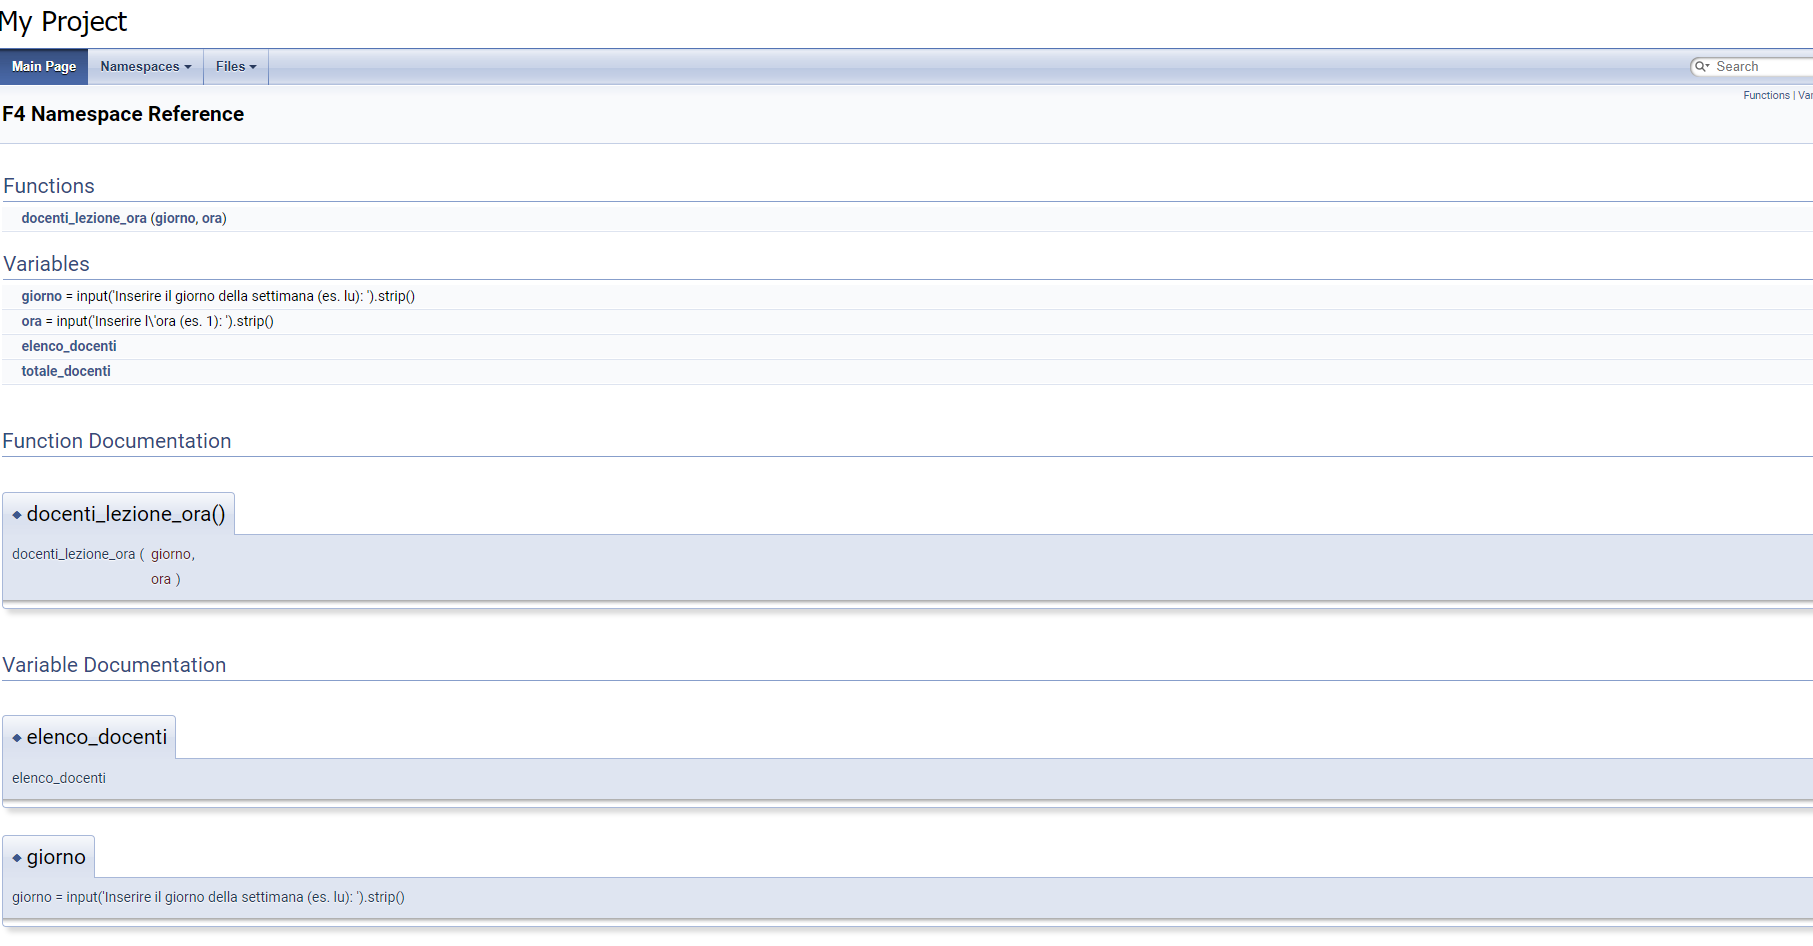 My Project
Main Page Namespaces Files Search
Functions |
F4 Namespace Reference
Functions
docenti_lezione_ora (giorno, ora)
Variables
giorno = input('Inserire il giorno della settimana (es. lu): ').strip()
ora = input('Inserire l\'ora (es. 1): ').strip()
elenco_docenti
totale_docenti
Function Documentation
◆ docenti_lezione_ora()
docenti_lezione_ora ( giorno,
ora )
Variable Documentation
◆ elenco_docenti
elenco_docenti
◆ giorno
giorno = input('Inserire il giorno della settimana (es. lu): ').strip()